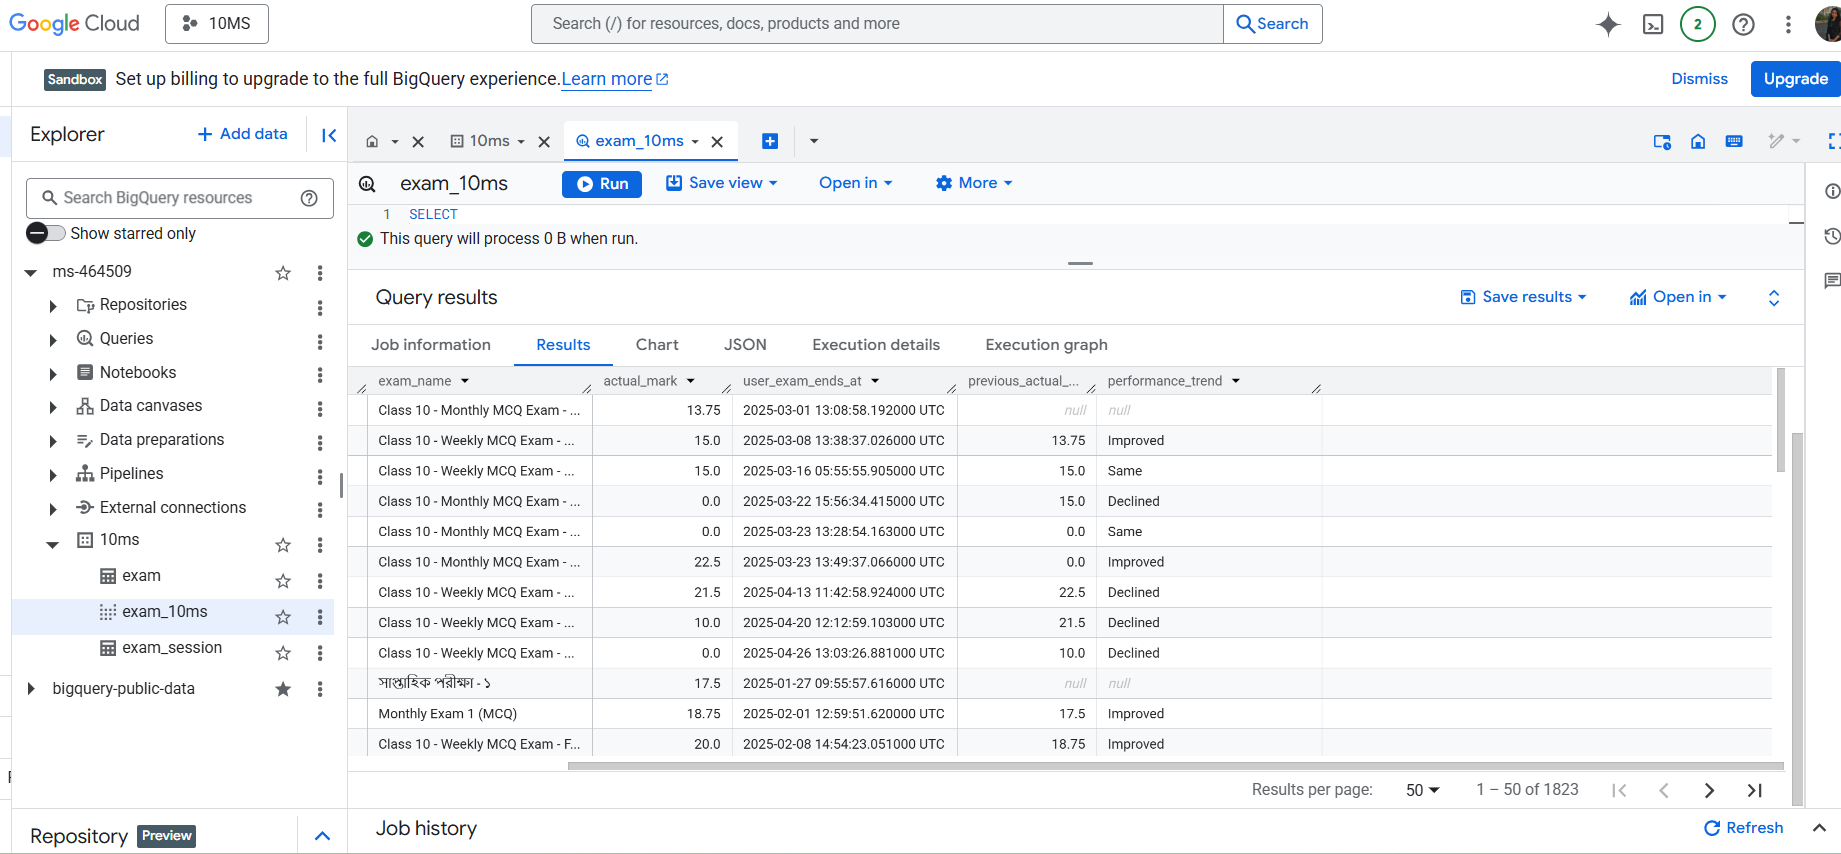 Google Cloud
10MS
Search (/) for resources, docs, products and more
Search
2
Sandbox
Set up billing to upgrade to the full BigQuery experience. Learn more
Dismiss
Upgrade
Explorer
+ Add data
10ms
exam_10ms
Search BigQuery resources
Show starred only
ms-464509
Repositories
Queries
Notebooks
Data canvases
Data preparations
Pipelines
External connections
10ms
exam
exam_10ms
exam_session
bigquery-public-data
Repository Preview
exam_10ms
Run
Save view
Open in
More
1 SELECT
This query will process 0 B when run.
Query results
Save results
Open in
Job information
Results
Chart
JSON
Execution details
Execution graph
exam_name actual_mark user_exam_ends_at previous_actual_... performance_trend
Class 10 - Monthly MCQ Exam - ... 13.75 2025-03-01 13:08:58.192000 UTC null null
Class 10 - Weekly MCQ Exam - ... 15.0 2025-03-08 13:38:37.026000 UTC 13.75 Improved
Class 10 - Weekly MCQ Exam - ... 15.0 2025-03-16 05:55:55.905000 UTC 15.0 Same
Class 10 - Monthly MCQ Exam - ... 0.0 2025-03-22 15:56:34.415000 UTC 15.0 Declined
Class 10 - Monthly MCQ Exam - ... 0.0 2025-03-23 13:28:54.163000 UTC 0.0 Same
Class 10 - Monthly MCQ Exam - ... 22.5 2025-03-23 13:49:37.066000 UTC 0.0 Improved
Class 10 - Weekly MCQ Exam - ... 21.5 2025-04-13 11:42:58.924000 UTC 22.5 Declined
Class 10 - Weekly MCQ Exam - ... 10.0 2025-04-20 12:12:59.103000 UTC 21.5 Declined
Class 10 - Weekly MCQ Exam - ... 0.0 2025-04-26 13:03:26.881000 UTC 10.0 Declined
সাপ্তাহিক পরীক্ষা - ১ 17.5 2025-01-27 09:55:57.616000 UTC null null
Monthly Exam 1 (MCQ) 18.75 2025-02-01 12:59:51.620000 UTC 17.5 Improved
Class 10 - Weekly MCQ Exam - F... 20.0 2025-02-08 14:54:23.051000 UTC 18.75 Improved
Results per page: 50 1 – 50 of 1823
Job history
Refresh